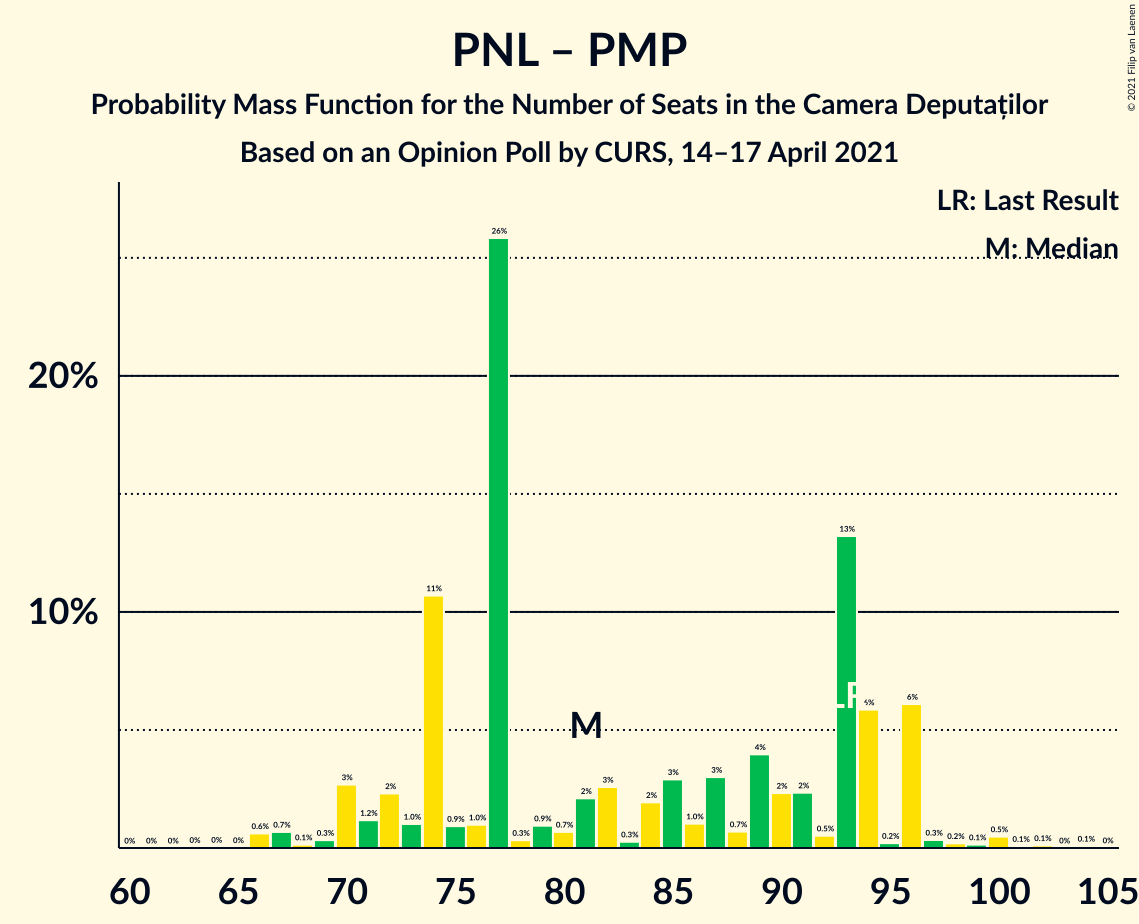 PNL – PMP
Probability Mass Function for the Number of Seats in the Camera Deputaților
Based on an Opinion Poll by CURS, 14–17 April 2021
© 2021 Filip van Laenen
LR: Last Result
M: Median
20%
10%
0% 0% 0% 0% 0% 0% 0.6% 0.7% 0.1% 0.3% 3% 1.2% 2% 1.0% 11% 0.9% 1.0% 26% 0.3% 0.9% 0.7% 2% 3% 0.3% 2% 3% 1.0% 3% 0.7% 4% 2% 2% 0.5% 13% 6% 0.2% 6% 0.3% 0.2% 0.1% 0.5% 0.1% 0.1% 0% 0.1% 0%
M
LR
60 65 70 75 80 85 90 95 100 105